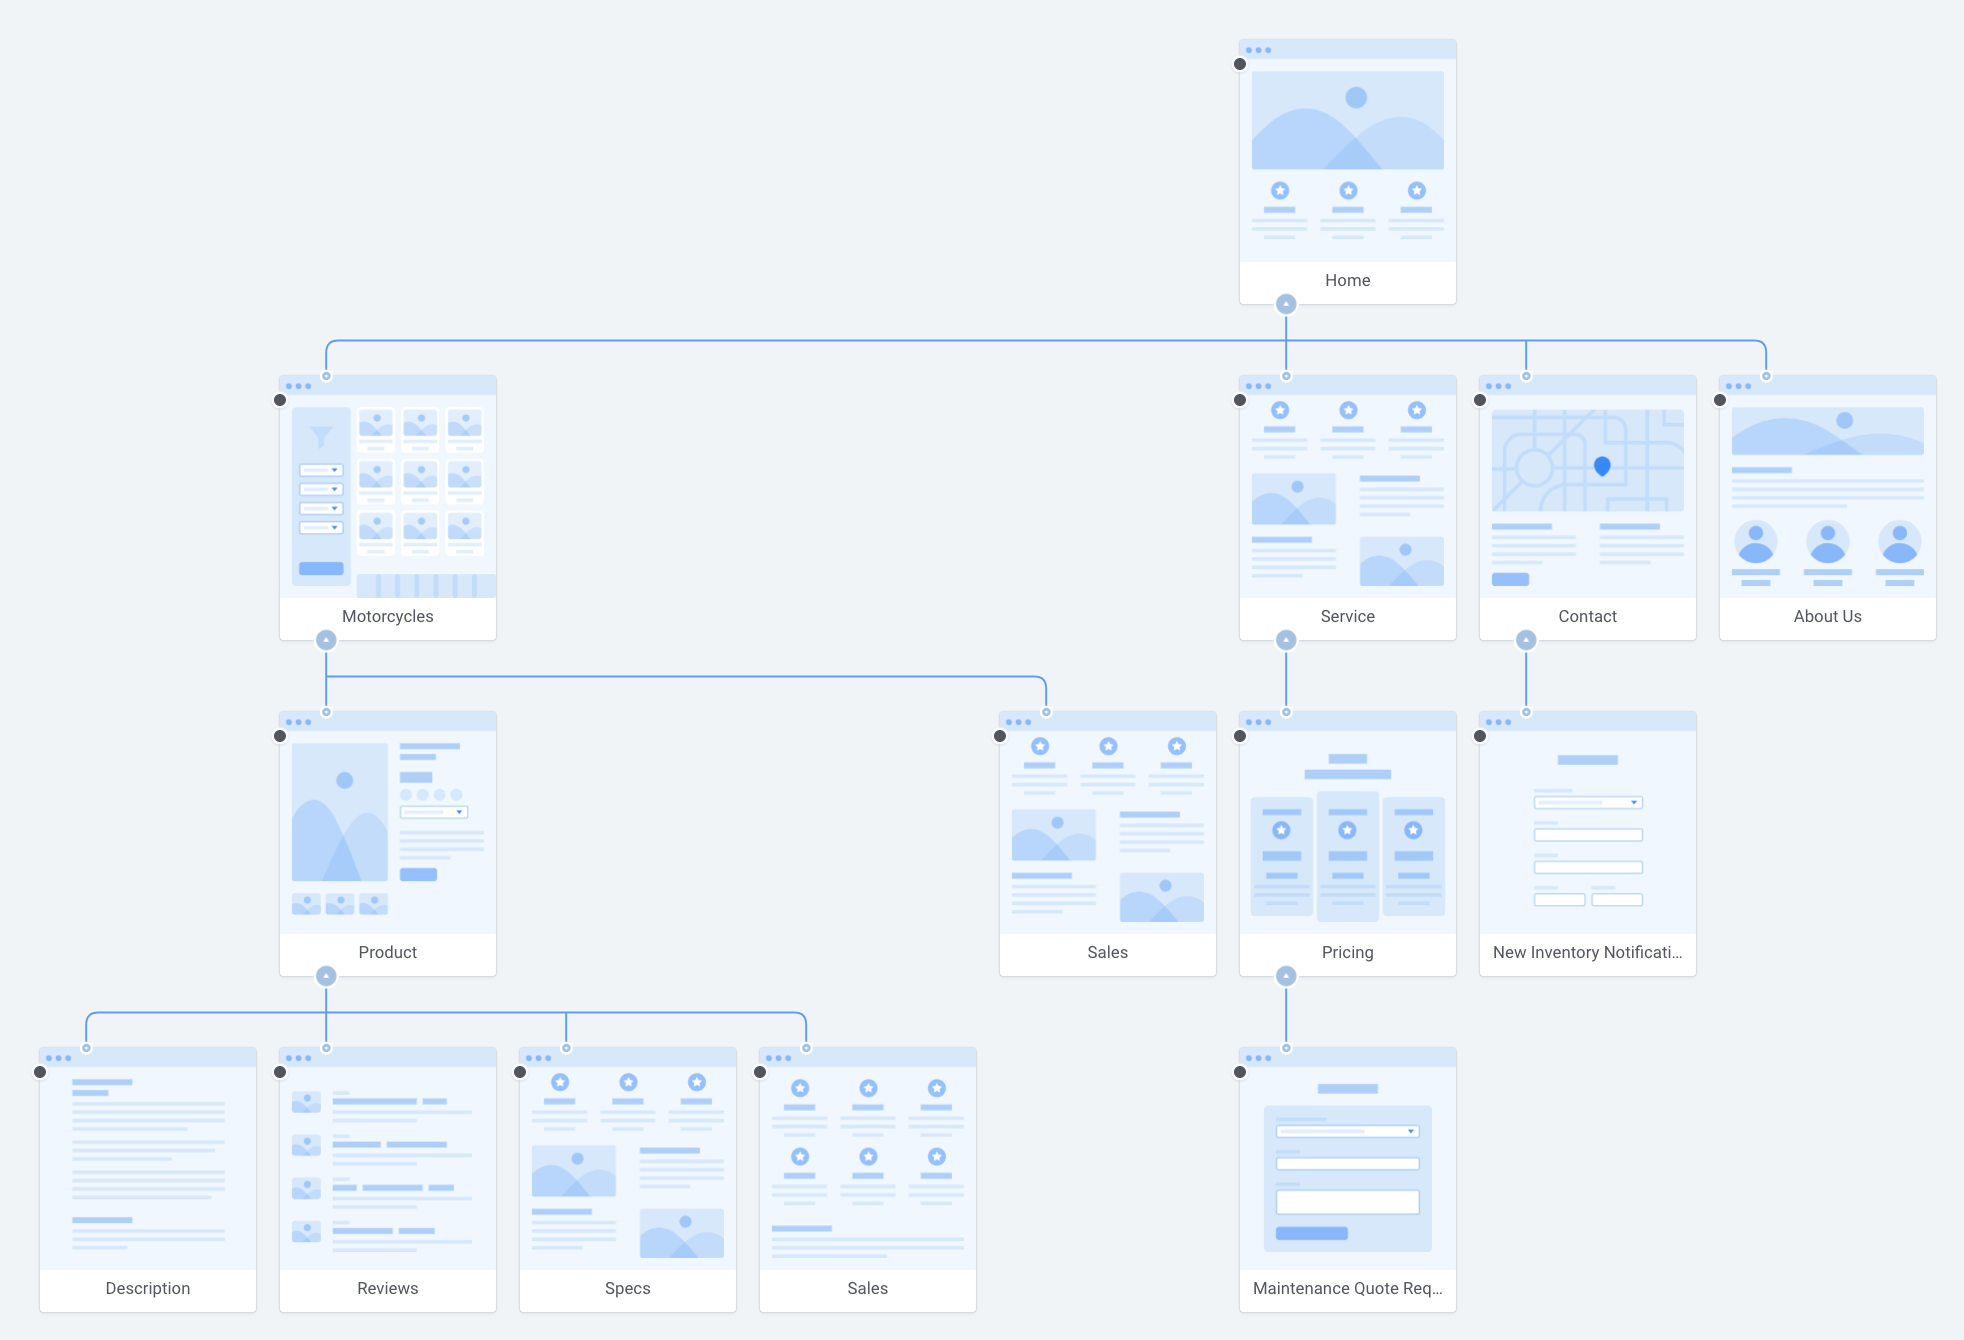 Home
Motorcycles
Service
Contact
About Us
Product
Sales
Pricing
New Inventory Notificati...
Description
Reviews
Specs
Sales
Maintenance Quote Req...